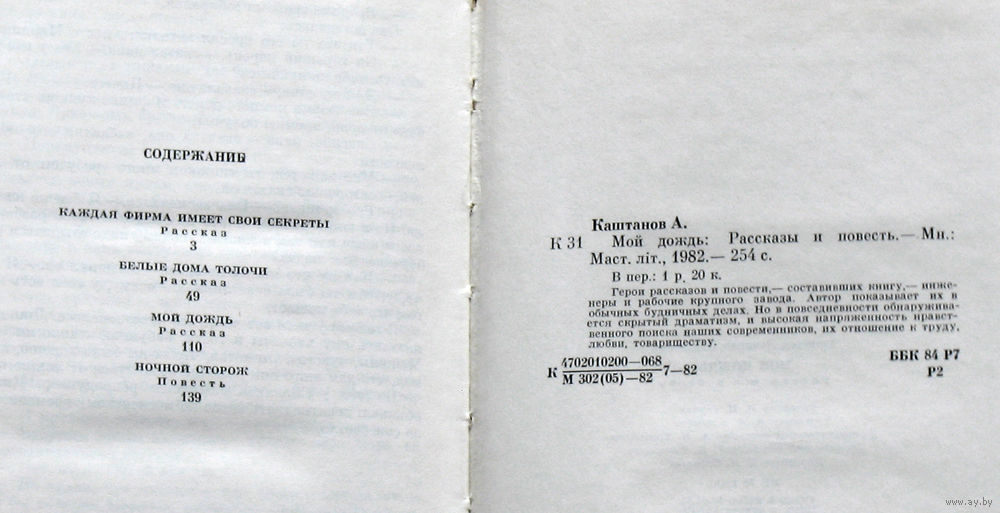 СОДЕРЖАНИЕ
КАЖДАЯ ФИРМА ИМЕЕТ СВОИ СЕКРЕТЫ
Рассказ
3
БЕЛЫЕ ДОМА ТОЛОЧИ
Рассказ
49
МОЙ ДОЖДЬ
Рассказ
110
НОЧНОЙ СТОРОЖ
Повесть
139
Каштанов А.
К 31 Мой дождь: Рассказы и повесть.— Мн.:
Маст. літ., 1982.— 254 с.
В пер.: 1 р. 20 к.
Герои рассказов и повести,— составивших книгу,— инже-
неры и рабочие крупного завода. Автор показывает их в
обычных будничных делах. Но в повседневности обнаружива-
ется скрытый драматизм, и высокая напряженность нравст-
венного поиска наших современников, их отношение к труду,
любви, товариществу.
К 4702010200—068
М 302(05)—82 7—82
ББК 84 Р7
Р2
www.ay.by